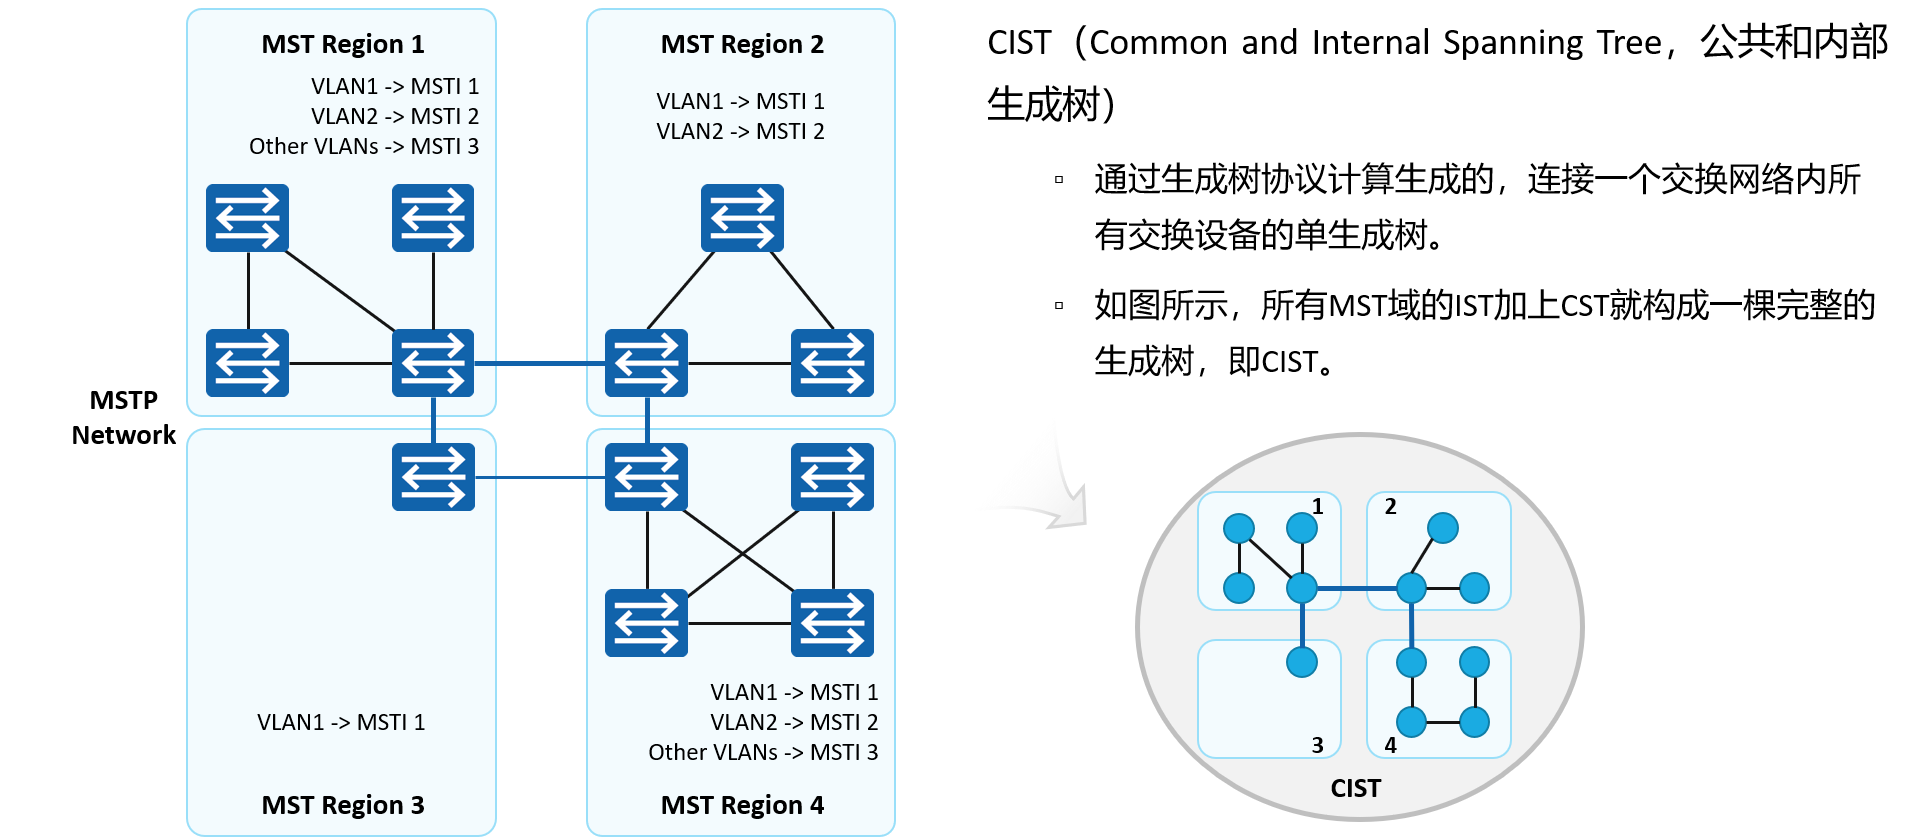 MST Region 1
VLAN1 -> MSTI 1
VLAN2 -> MSTI 2
Other VLANs -> MSTI 3
MST Region 2
VLAN1 -> MSTI 1
VLAN2 -> MSTI 2
MSTP
Network
VLAN1 -> MSTI 1
MST Region 3
VLAN1 -> MSTI 1
VLAN2 -> MSTI 2
Other VLANs -> MSTI 3
MST Region 4
CIST（Common and Internal Spanning Tree，公共和内部
生成树）
▫ 通过生成树协议计算生成的，连接一个交换网络内所
有交换设备的单生成树。
▫ 如图所示，所有MST域的IST加上CST就构成一棵完整的
生成树，即CIST。
1
2
3
4
CIST